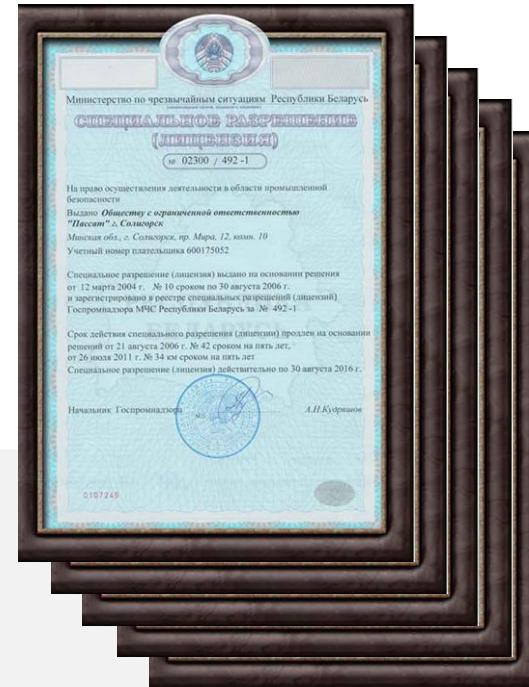 Министерство по чрезвычайным ситуациям Республики Беларусь
СПЕЦИАЛЬНОЕ РАЗРЕШЕНИЕ
(ЛИЦЕНЗИЯ)
№ 02300 / 492 -1
На право осуществления деятельности в области промышленной
безопасности
Выдано Обществу с ограниченной ответственностью
"Пассат" г. Солигорск
Минская обл., г. Солигорск, пр. Мира, 12, комн. 10
Учетный номер плательщика 600175052
Специальное разрешение (лицензия) выдано на основании решения
от 12 марта 2004 г. № 10 сроком по 30 августа 2006 г.
и зарегистрировано в реестре специальных разрешений (лицензий)
Госпромнадзора МЧС Республики Беларусь за № 492 -1
Срок действия специального разрешения (лицензии) продлен на основании
решений от 21 августа 2006 г. № 42 сроком на пять лет,
от 26 июля 2011 г. № 34 км сроком на пять лет
Специальное разрешение (лицензия) действительно по 30 августа 2016 г.
Начальник Госпромнадзора А.Н.Кудряшов
0107249